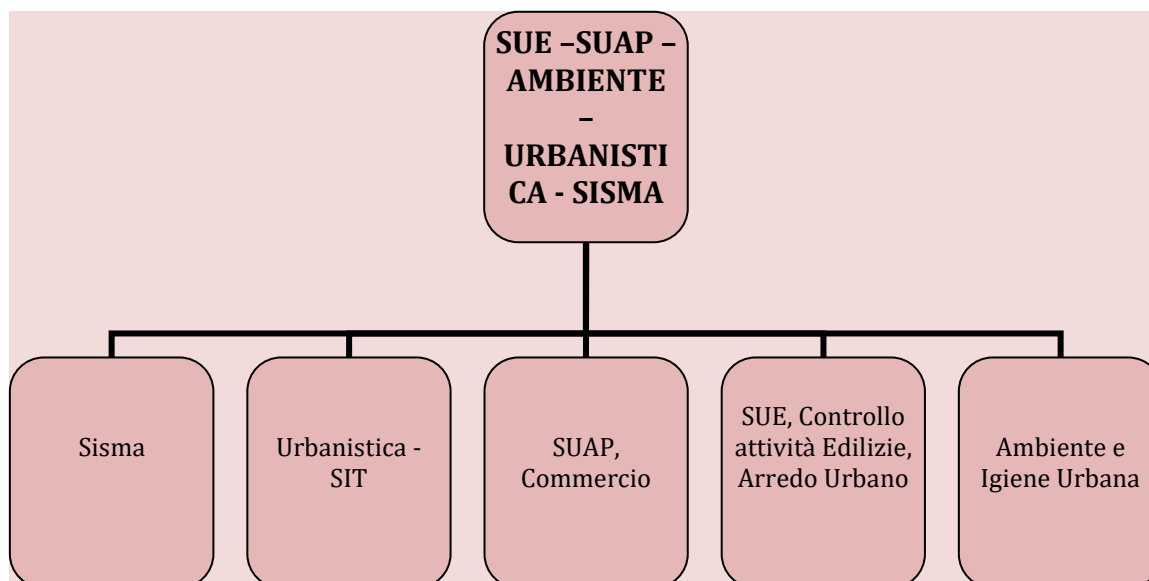 SUE –SUAP –
AMBIENTE
–
URBANISTI
CA - SISMA
Sisma
Urbanistica -
SIT
SUAP,
Commercio
SUE, Controllo
attività Edilizie,
Arredo Urbano
Ambiente e
Igiene Urbana